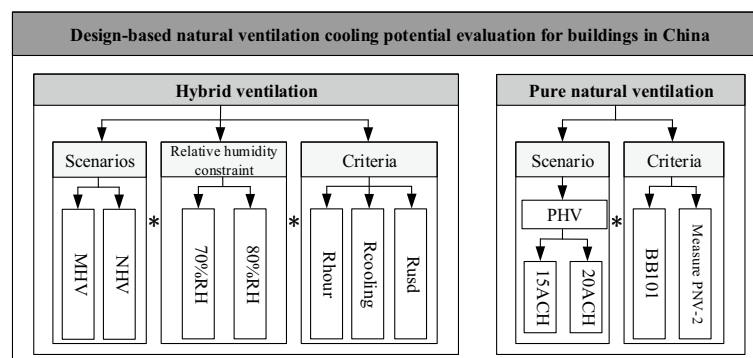 Design-based natural ventilation cooling potential evaluation for buildings in China
Hybrid ventilation
Scenarios
MHV
NHV
*
Relative humidity
constraint
70%RH
80%RH
*
Criteria
Rhour
Rcooling
Rusd
Pure natural ventilation
Scenario
PHV
15ACH
20ACH
*
Criteria
BB101
Measure PNV-2